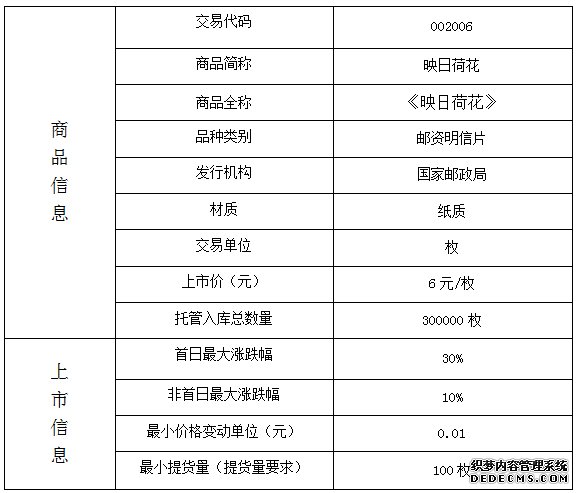 商品信息
交易代码 002006
商品简称 映日荷花
商品全称 《映日荷花》
品种类别 邮资明信片
发行机构 国家邮政局
材质 纸质
交易单位 枚
上市价（元） 6元/枚
托管入库总数量 300000枚
上市信息
首日最大涨跌幅 30%
非首日最大涨跌幅 10%
最小价格变动单位（元） 0.01
最小提货量（提货量要求） 100枚
织梦内容管理系统
DEDECMS.COM